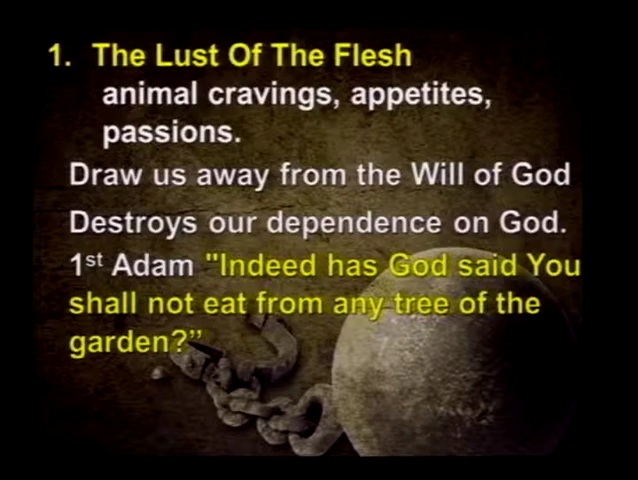 1. The Lust Of The Flesh
animal cravings, appetites,
passions.
Draw us away from the Will of God
Destroys our dependence on God.
1st Adam "Indeed has God said You
shall not eat from any tree of the
garden?”